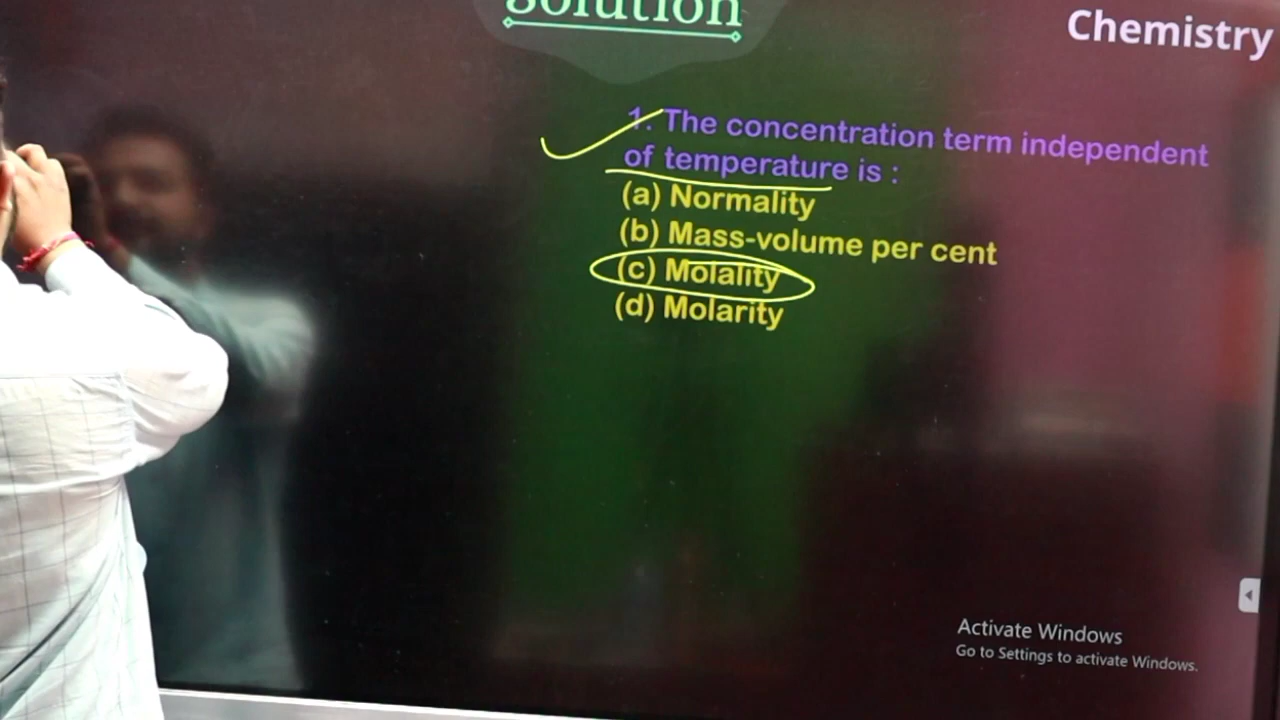 solution
Chemistry
1. The concentration term independent
of temperature is :
(a) Normality
(b) Mass-volume per cent
(c) Molality
(d) Molarity
Activate Windows
Go to Settings to activate Windows.